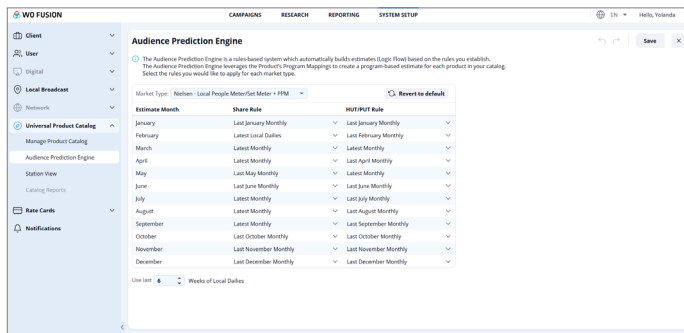 WO FUSION
CAMPAIGNS RESEARCH REPORTING SYSTEM SETUP
EN Hello, Yolanda
Client
User
Digital
Local Broadcast
Network
Universal Product Catalog
Manage Product Catalog
Audience Prediction Engine
Station View
Catalog Reports
Rate Cards
Notifications
Audience Prediction Engine
Save
The Audience Prediction Engine is a rules-based system which automatically builds estimates (Logic Flow) based on the rules you establish.
The Audience Prediction Engine leverages the Product's Program Mappings to create a program-based estimate for each product in your catalog.
Select the rules you would like to apply for each market type.
Market Type: Nielsen - Local People Meter/Set Meter + PPM
Revert to default
Estimate Month Share Rule HUT/PUT Rule
January Last January Monthly Last January Monthly
February Latest Local Dailies Last February Monthly
March Latest Monthly Latest Monthly
April Latest Monthly Last April Monthly
May Last May Monthly Latest Monthly
June Last June Monthly Last June Monthly
July Latest Monthly Last July Monthly
August Latest Monthly Last August Monthly
September Latest Monthly Last September Monthly
October Last October Monthly Last October Monthly
November Last November Monthly Last November Monthly
December Last December Monthly Last December Monthly
Use last 6 Weeks of Local Dailies